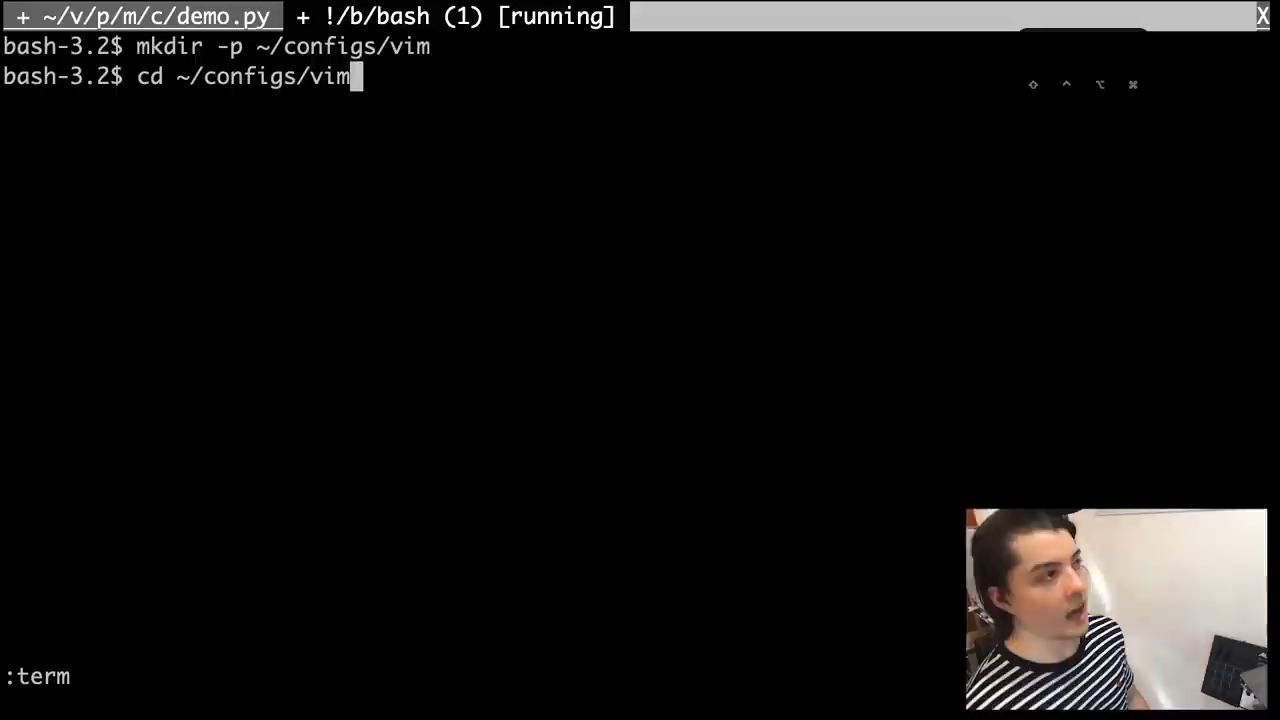 + ~/v/p/m/c/demo.py  + !/b/bash (1) [running] X
bash-3.2$ mkdir -p ~/configs/vim
bash-3.2$ cd ~/configs/vim
⇧ ^ ⌥ ⌘
:term